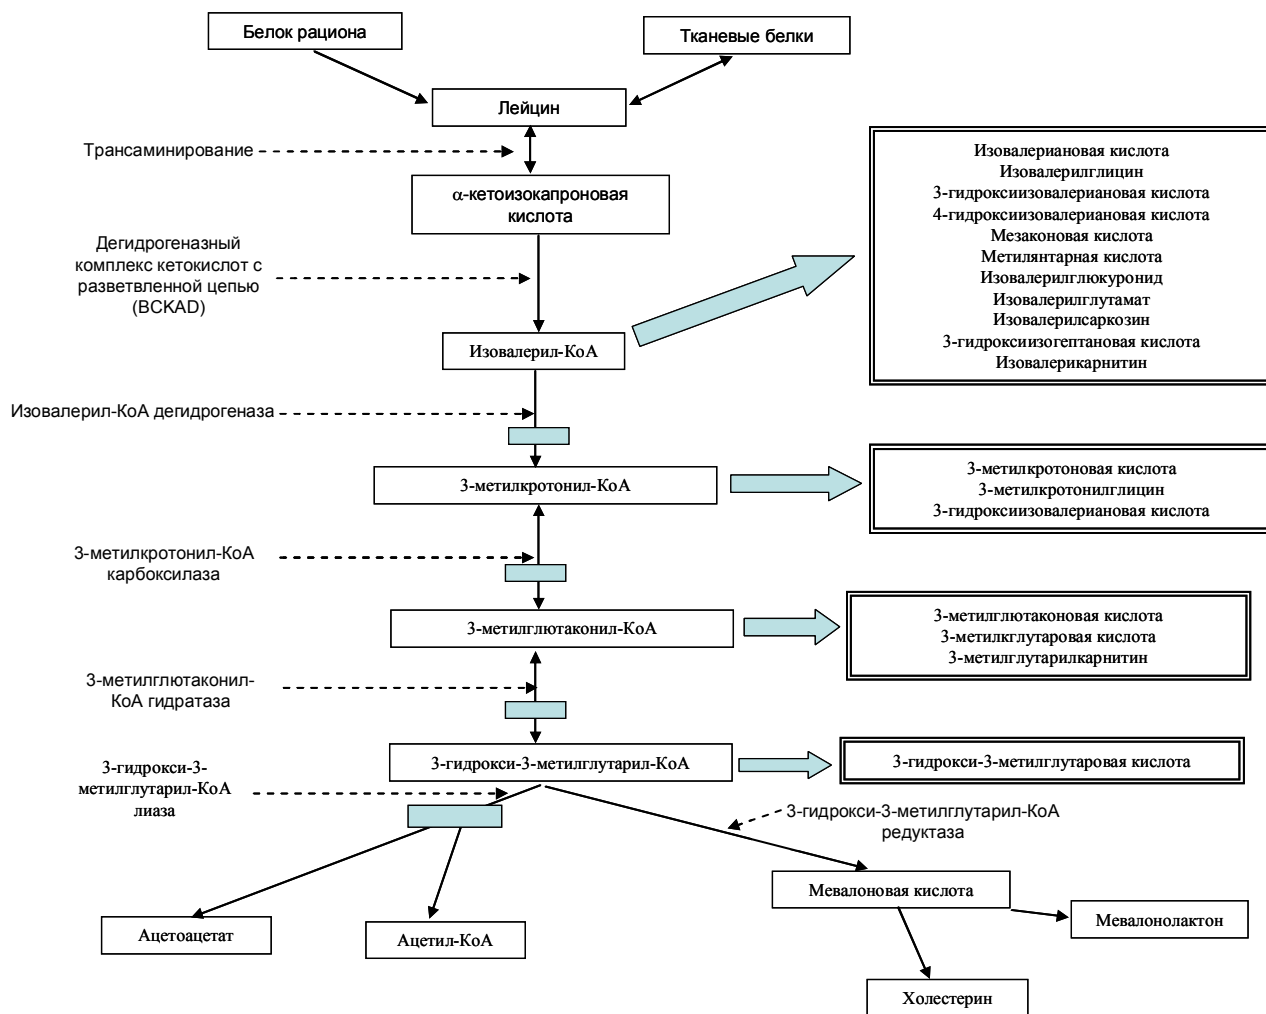 Белок рациона
Тканевые белки
Лейцин
Трансаминирование
α-кетоизокапроновая
кислота
Дегидрогеназный
комплекс кетокислот с
разветвленной цепью
(BCKAD)
Изовалерил-КоА
Изовалериановая кислота
Изовалерилглицин
3-гидроксиизовалериановая кислота
4-гидроксиизовалериановая кислота
Мезаконовая кислота
Метилянтарная кислота
Изовалерилглюкуронид
Изовалерилглутамат
Изовалерилсаркозин
3-гидроксиизогептановая кислота
Изовалерикарнитин
Изовалерил-КоА дегидрогеназа
3-метилкротонил-КоА
3-метилкротоновая кислота
3-метилкротонилглицин
3-гидроксиизовалериановая кислота
3-метилкротонил-КоА
карбоксилаза
3-метилглютаконил-КоА
3-метилглютаконовая кислота
3-метилкглутаровая кислота
3-метилглутарилкарнитин
3-метилглютаконил-
КоА гидратаза
3-гидрокси-3-метилглутарил-КоА
3-гидрокси-3-метилглутаровая кислота
3-гидрокси-3-
метилглутарил-КоА
лиаза
3-гидрокси-3-метилглутарил-КоА
редуктаза
Мевалоновая кислота
Ацетоацетат
Ацетил-КоА
Мевалонолактон
Холестерин